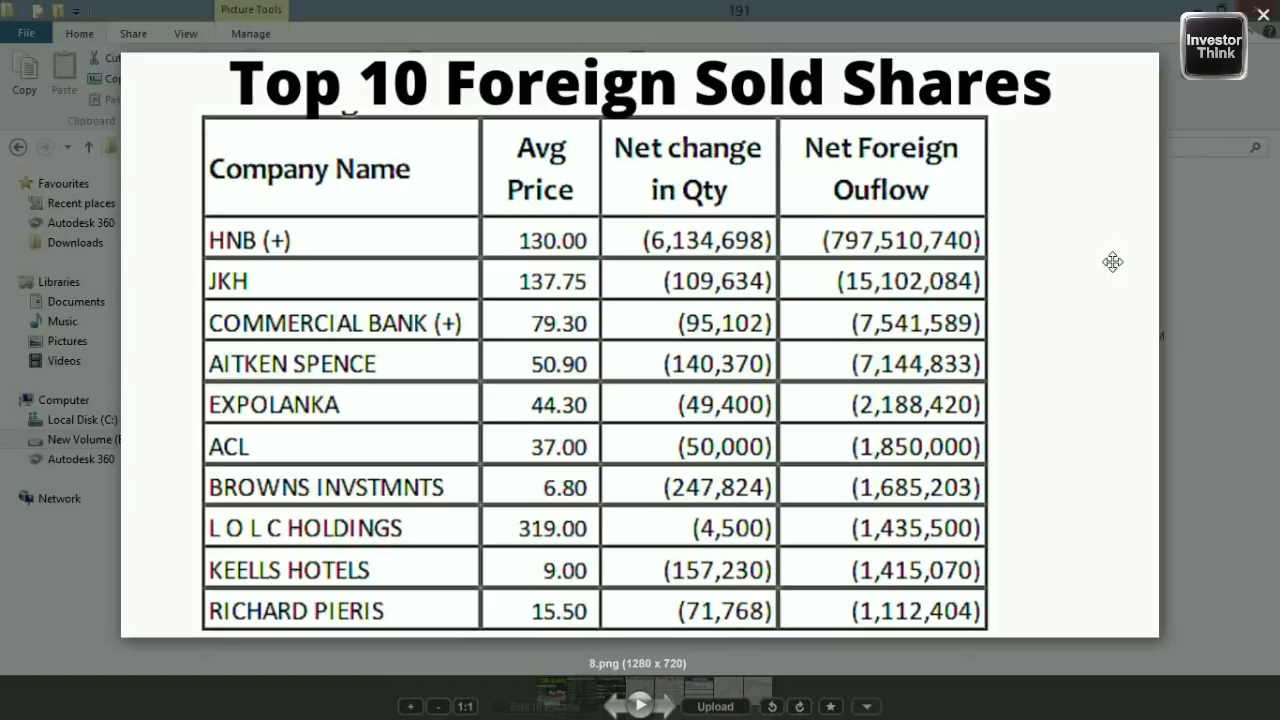 Picture Tools
191
File
Home
Share
View
Manage
Investor
Think
Copy
Paste
Clipboard
Favourites
Recent places
Autodesk 360
Downloads
Libraries
Documents
Music
Pictures
Videos
Computer
Local Disk (C:)
New Volume (
Autodesk 360
Network
Top 10 Foreign Sold Shares
Company Name Avg Price Net change in Qty Net Foreign Ouflow
HNB (+) 130.00 (6,134,698) (797,510,740)
JKH 137.75 (109,634) (15,102,084)
COMMERCIAL BANK (+) 79.30 (95,102) (7,541,589)
AITKEN SPENCE 50.90 (140,370) (7,144,833)
EXPOLANKA 44.30 (49,400) (2,188,420)
ACL 37.00 (50,000) (1,850,000)
BROWNS INVSTMNTS 6.80 (247,824) (1,685,203)
L O L C HOLDINGS 319.00 (4,500) (1,435,500)
KEELLS HOTELS 9.00 (157,230) (1,415,070)
RICHARD PIERIS 15.50 (71,768) (1,112,404)
8.png (1280 x 720)
+ - 1:1
Upload